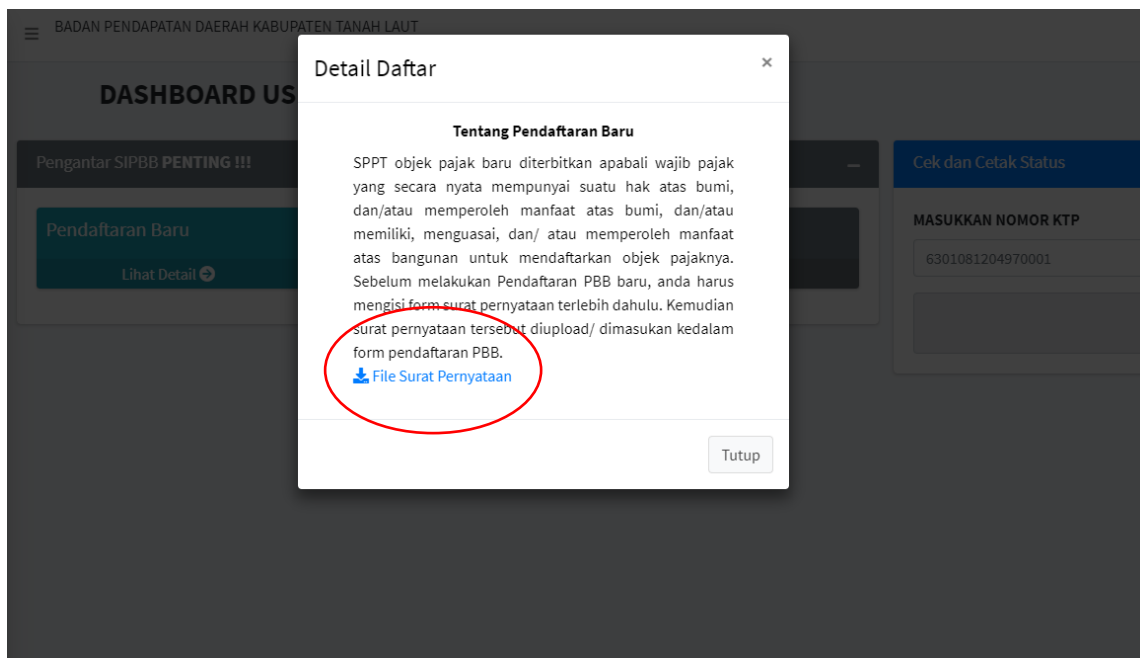 BADAN PENDAPATAN DAERAH KABUPATEN TANAH LAUT
DASHBOARD US
Pengantar SIPBB PENTING !!!
Pendaftaran Baru
Lihat Detail
Detail Daftar
×
Tentang Pendaftaran Baru
SPPT objek pajak baru diterbitkan apabali wajib pajak
yang secara nyata mempunyai suatu hak atas bumi,
dan/atau memperoleh manfaat atas bumi, dan/atau
memiliki, menguasai, dan/ atau memperoleh manfaat
atas bangunan untuk mendaftarkan objek pajaknya.
Sebelum melakukan Pendaftaran PBB baru, anda harus
mengisi form surat pernyataan terlebih dahulu. Kemudian
surat pernyataan tersebut diupload/ dimasukan kedalam
form pendaftaran PBB.
File Surat Pernyataan
Tutup
Cek dan Cetak Status
MASUKKAN NOMOR KTP
6301081204970001